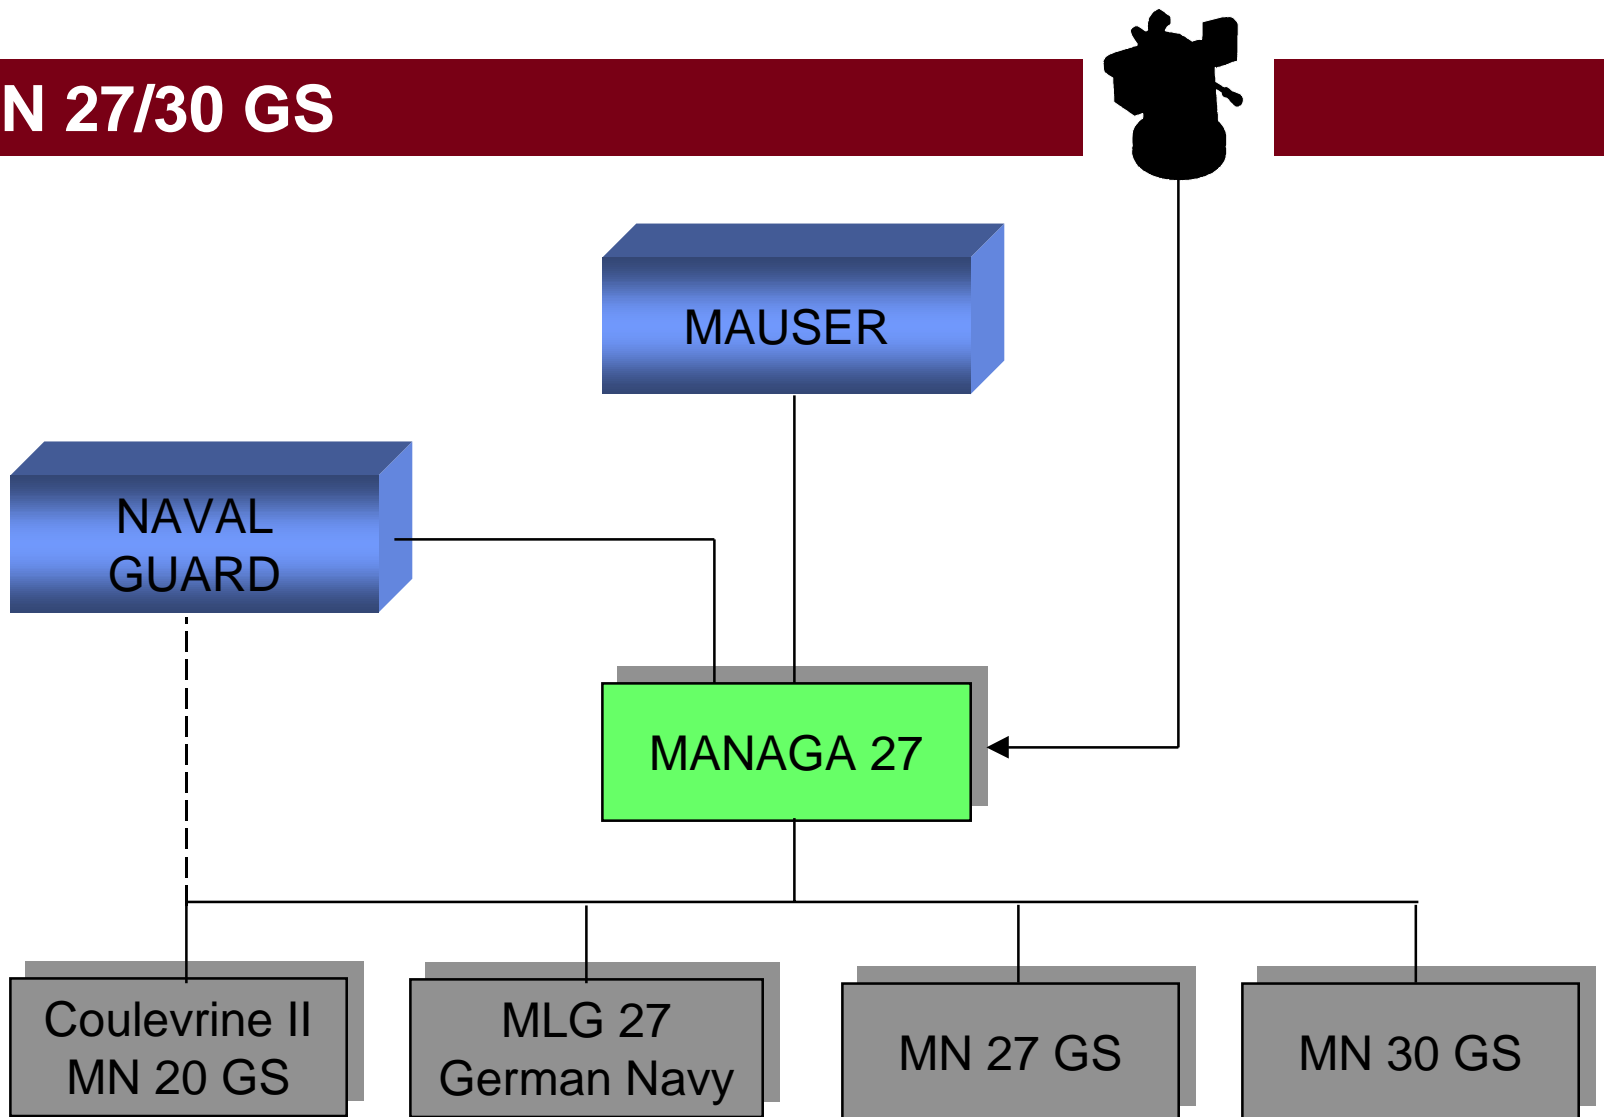 N 27/30 GS
MAUSER
NAVAL
GUARD
MANAGA 27
Coulevrine II
MN 20 GS
MLG 27
German Navy
MN 27 GS
MN 30 GS